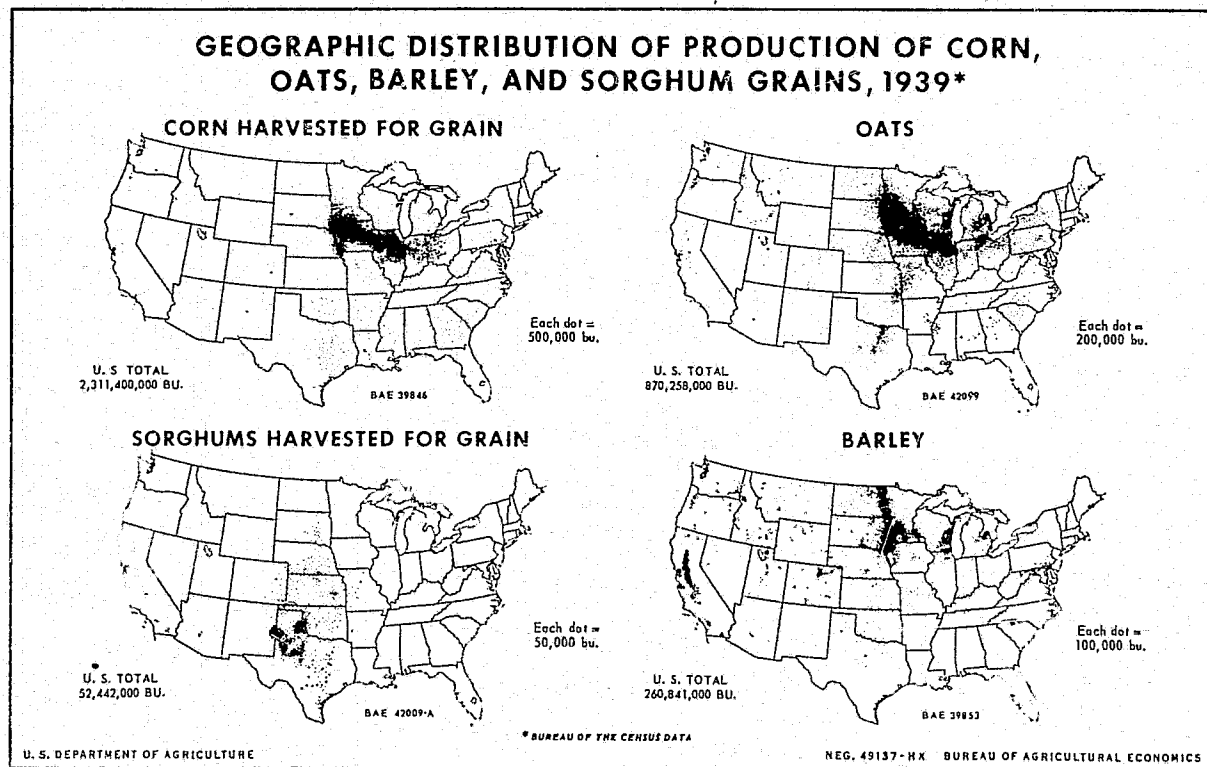 GEOGRAPHIC DISTRIBUTION OF PRODUCTION OF CORN,
OATS, BARLEY, AND SORGHUM GRAINS, 1939*
CORN HARVESTED FOR GRAIN
Each dot =
500,000 bu.
U. S TOTAL
2,311,400,000 BU.
BAE 39846
OATS
Each dot =
200,000 bu.
U. S. TOTAL
870,258,000 BU.
BAE 42099
SORGHUMS HARVESTED FOR GRAIN
Each dot =
50,000 bu.
U. S. TOTAL
52,442,000 BU.
BAE 42009-A
BARLEY
Each dot =
100,000 bu.
U. S. TOTAL
260,841,000 BU.
BAE 39853
* BUREAU OF THE CENSUS DATA
U. S. DEPARTMENT OF AGRICULTURE
NEG. 49137-HX BUREAU OF AGRICULTURAL ECONOMICS